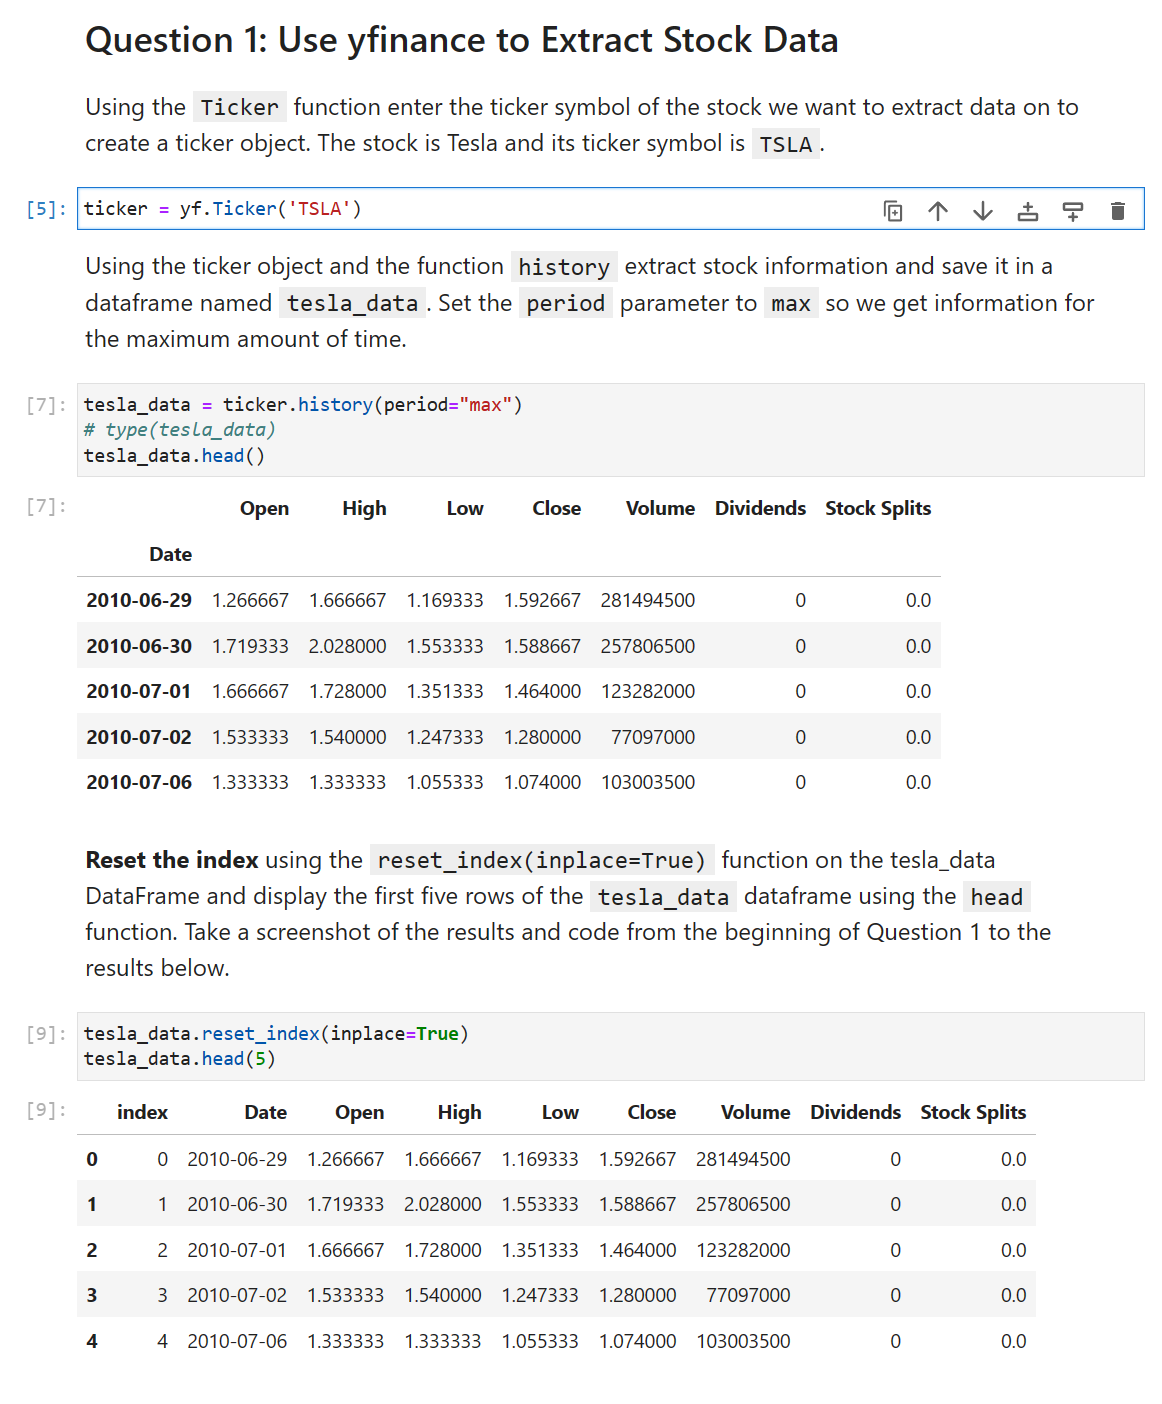 Question 1: Use yfinance to Extract Stock Data
Using the Ticker function enter the ticker symbol of the stock we want to extract data on to
create a ticker object. The stock is Tesla and its ticker symbol is TSLA .
[5]: ticker = yf.Ticker('TSLA')
Using the ticker object and the function history extract stock information and save it in a
dataframe named tesla_data . Set the period parameter to max so we get information for
the maximum amount of time.
[7]: tesla_data = ticker.history(period="max")
# type(tesla_data)
tesla_data.head()
[7]: Open High Low Close Volume Dividends Stock Splits
Date
2010-06-29 1.266667 1.666667 1.169333 1.592667 281494500 0 0.0
2010-06-30 1.719333 2.028000 1.553333 1.588667 257806500 0 0.0
2010-07-01 1.666667 1.728000 1.351333 1.464000 123282000 0 0.0
2010-07-02 1.533333 1.540000 1.247333 1.280000 77097000 0 0.0
2010-07-06 1.333333 1.333333 1.055333 1.074000 103003500 0 0.0
Reset the index using the reset_index(inplace=True) function on the tesla_data
DataFrame and display the first five rows of the tesla_data dataframe using the head
function. Take a screenshot of the results and code from the beginning of Question 1 to the
results below.
[9]: tesla_data.reset_index(inplace=True)
tesla_data.head(5)
[9]: index Date Open High Low Close Volume Dividends Stock Splits
0 0 2010-06-29 1.266667 1.666667 1.169333 1.592667 281494500 0 0.0
1 1 2010-06-30 1.719333 2.028000 1.553333 1.588667 257806500 0 0.0
2 2 2010-07-01 1.666667 1.728000 1.351333 1.464000 123282000 0 0.0
3 3 2010-07-02 1.533333 1.540000 1.247333 1.280000 77097000 0 0.0
4 4 2010-07-06 1.333333 1.333333 1.055333 1.074000 103003500 0 0.0